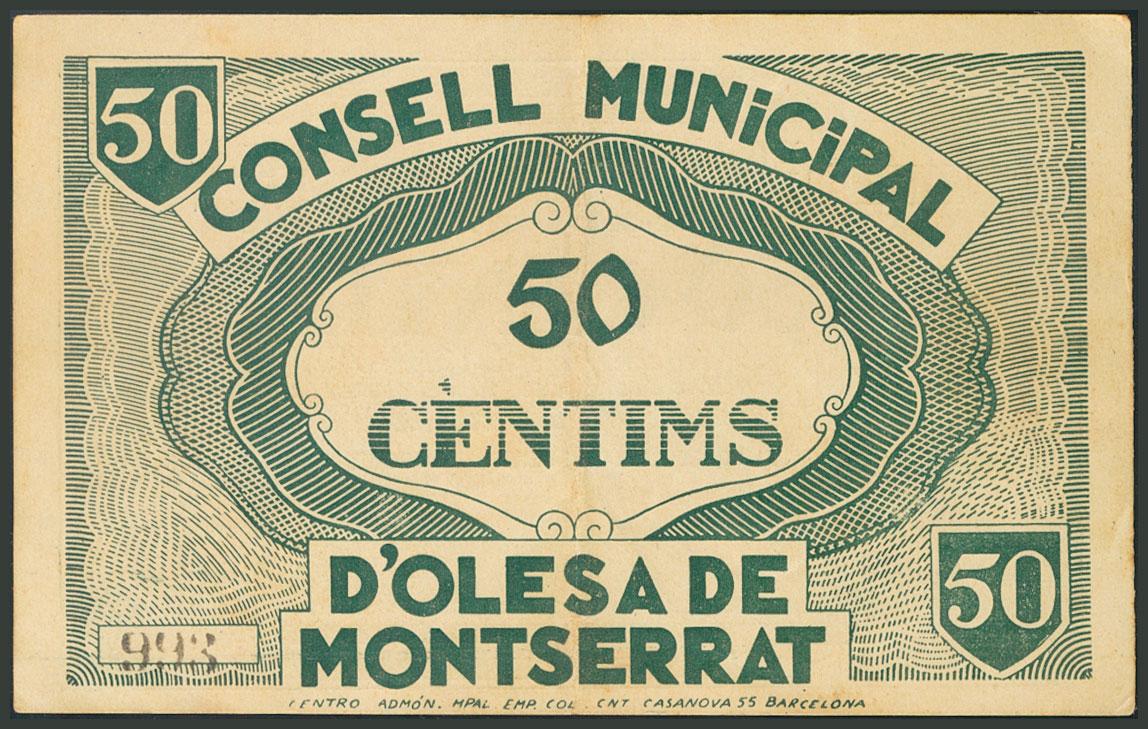 50
CONSELL MUNiCiPAL
50
CÈNTIMS
D'OLESA DE
MONTSERRAT
50
993
CENTRO ADMÓN. MPAL. EMP. COL. CNT CASANOVA 55 BARCELONA